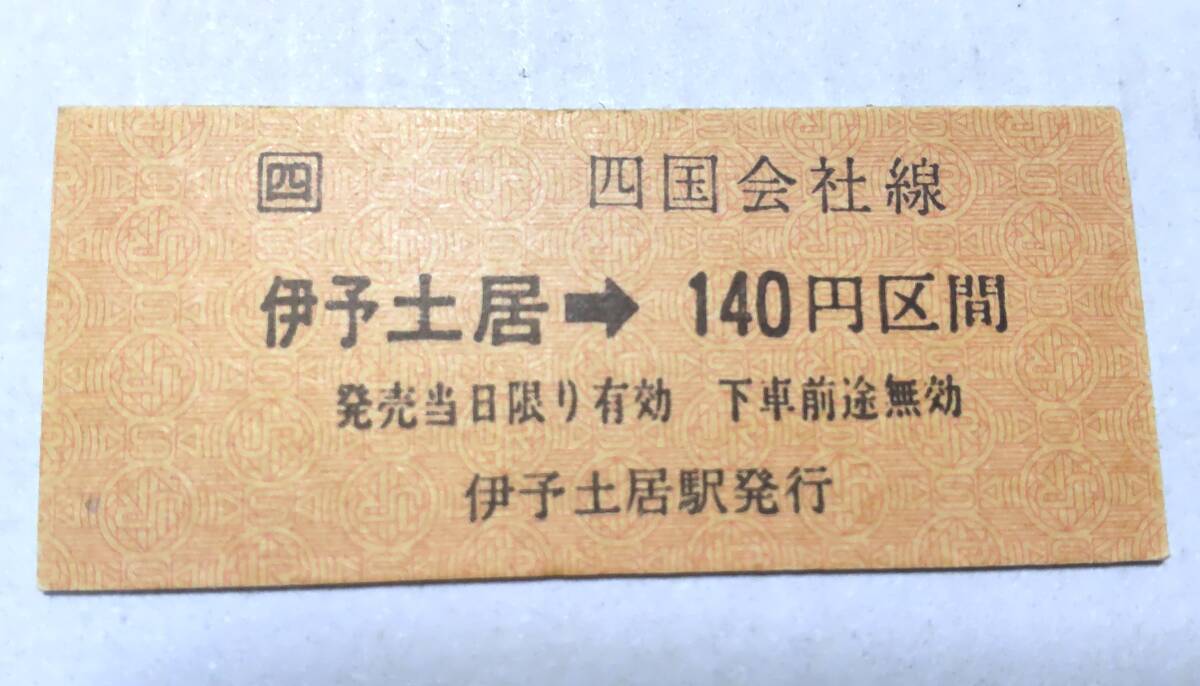 四 四国会社線
伊予土居➡140円区間
発売当日限り有効 下車前途無効
伊予土居駅発行